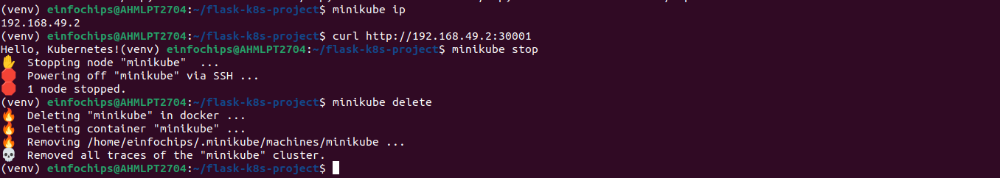 (venv) einfochips@AHMLPT2704:~/flask-k8s-project$ minikube ip
192.168.49.2
(venv) einfochips@AHMLPT2704:~/flask-k8s-project$ curl http://192.168.49.2:30001
Hello, Kubernetes!(venv) einfochips@AHMLPT2704:~/flask-k8s-project$ minikube stop
✋ Stopping node "minikube" ...
🛑 Powering off "minikube" via SSH ...
🛑 1 node stopped.
(venv) einfochips@AHMLPT2704:~/flask-k8s-project$ minikube delete
🔥 Deleting "minikube" in docker ...
🔥 Deleting container "minikube" ...
🔥 Removing /home/einfochips/.minikube/machines/minikube ...
💀 Removed all traces of the "minikube" cluster.
(venv) einfochips@AHMLPT2704:~/flask-k8s-project$